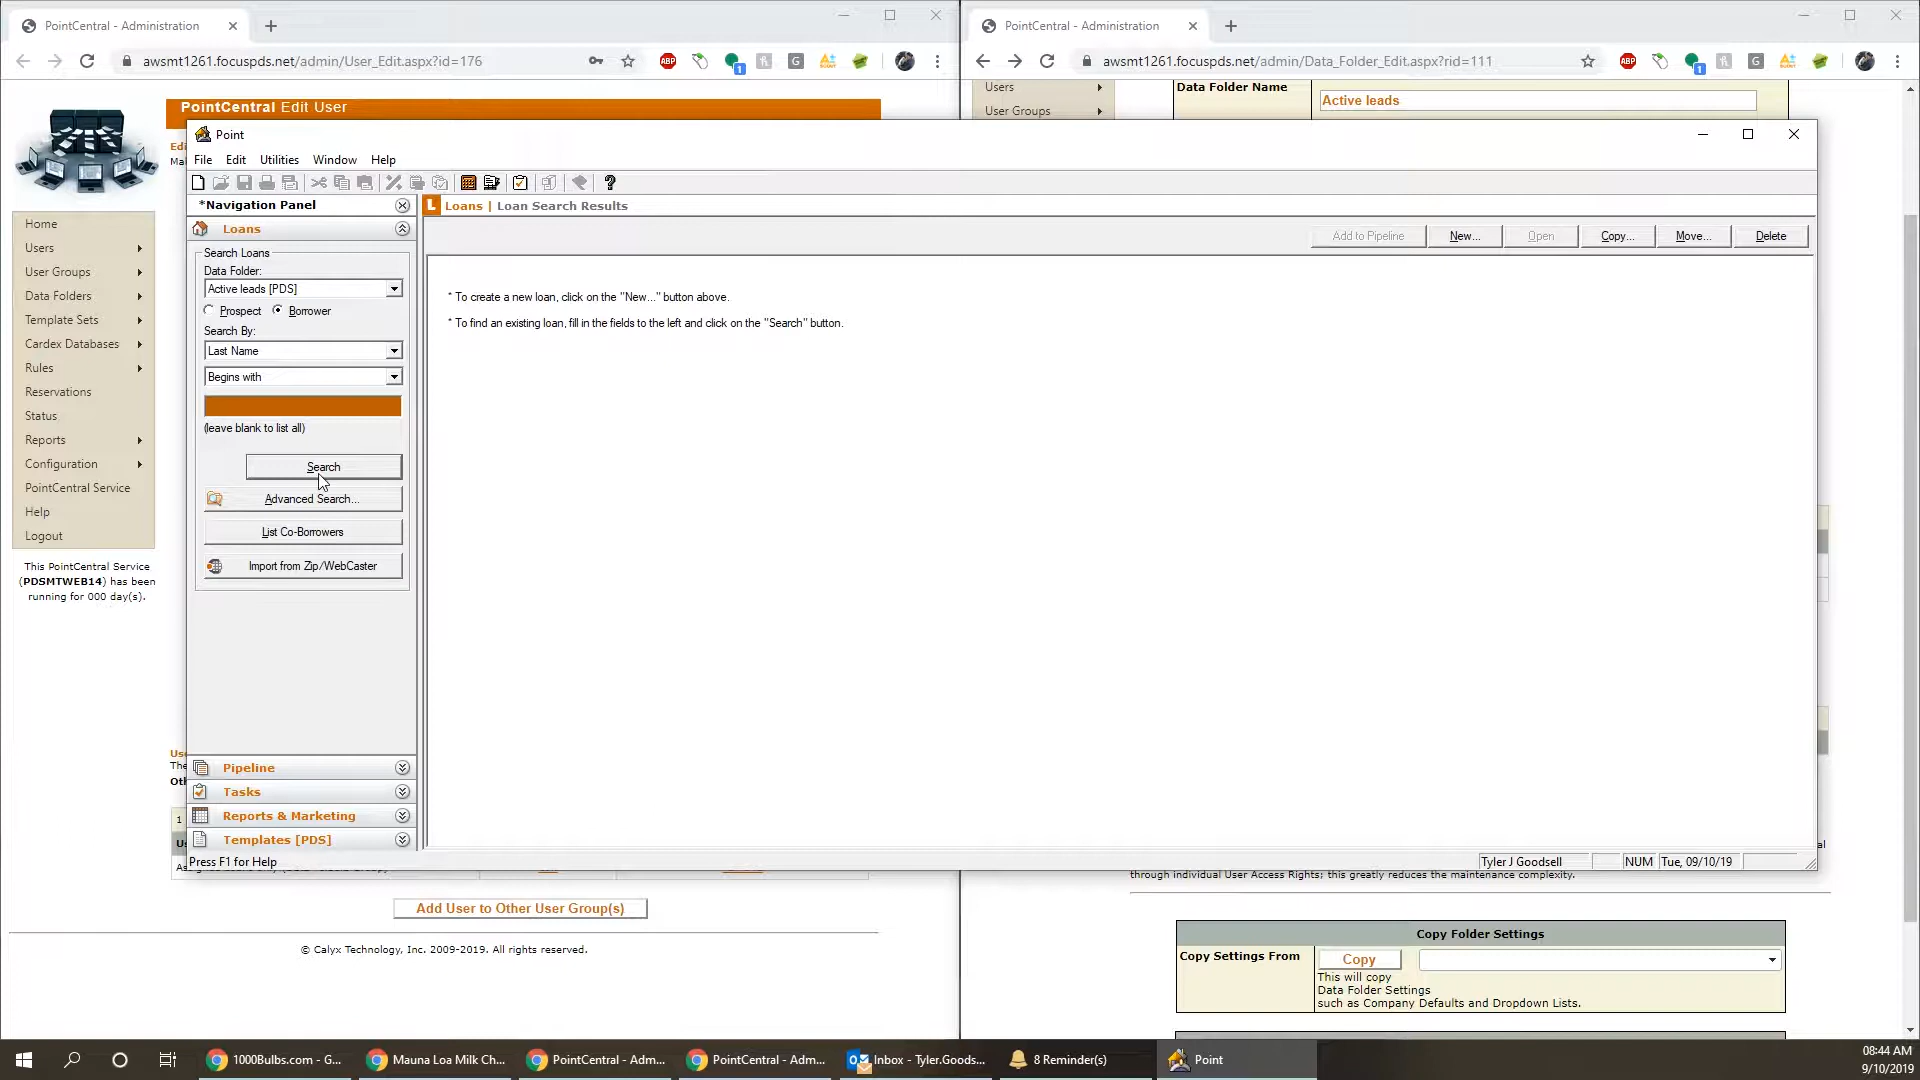 PointCentral - Administration
awsmt1261.focuspds.net/admin/User_Edit.aspx?id=176
PointCentral - Administration
awsmt1261.focuspds.net/admin/Data_Folder_Edit.aspx?rid=111
PointCentral Edit User
Edi
Mal
Home
Users
User Groups
Data Folders
Template Sets
Cardex Databases
Rules
Reservations
Status
Reports
Configuration
PointCentral Service
Help
Logout
This PointCentral Service
(PDSMTWEB14) has been
running for 000 day(s).
Users
User Groups
Data Folder Name
Active leads
Point
File Edit Utilities Window Help
*Navigation Panel
Loans
Search Loans
Data Folder:
Active leads [PDS]
Prospect Borrower
Search By:
Last Name
Begins with
(leave blank to list all)
Search
Advanced Search...
List Co-Borrowers
Import from Zip/WebCaster
Pipeline
Tasks
Reports & Marketing
Templates [PDS]
L Loans | Loan Search Results
Add to Pipeline New... Open Copy... Move... Delete
* To create a new loan, click on the "New..." button above.
* To find an existing loan, fill in the fields to the left and click on the "Search" button.
Press F1 for Help
Tyler J Goodsell NUM Tue, 09/10/19
Use
The
Oth
1
Us
Add User to Other User Group(s)
© Calyx Technology, Inc. 2009-2019. All rights reserved.
al
through individual User Access Rights; this greatly reduces the maintenance complexity.
Copy Folder Settings
Copy Settings From
Copy
This will copy
Data Folder Settings
such as Company Defaults and Dropdown Lists.
1000Bulbs.com - G...
Mauna Loa Milk Ch...
PointCentral - Adm...
PointCentral - Adm...
Inbox - Tyler.Goods...
8 Reminder(s)
Point
08:44 AM
9/10/2019